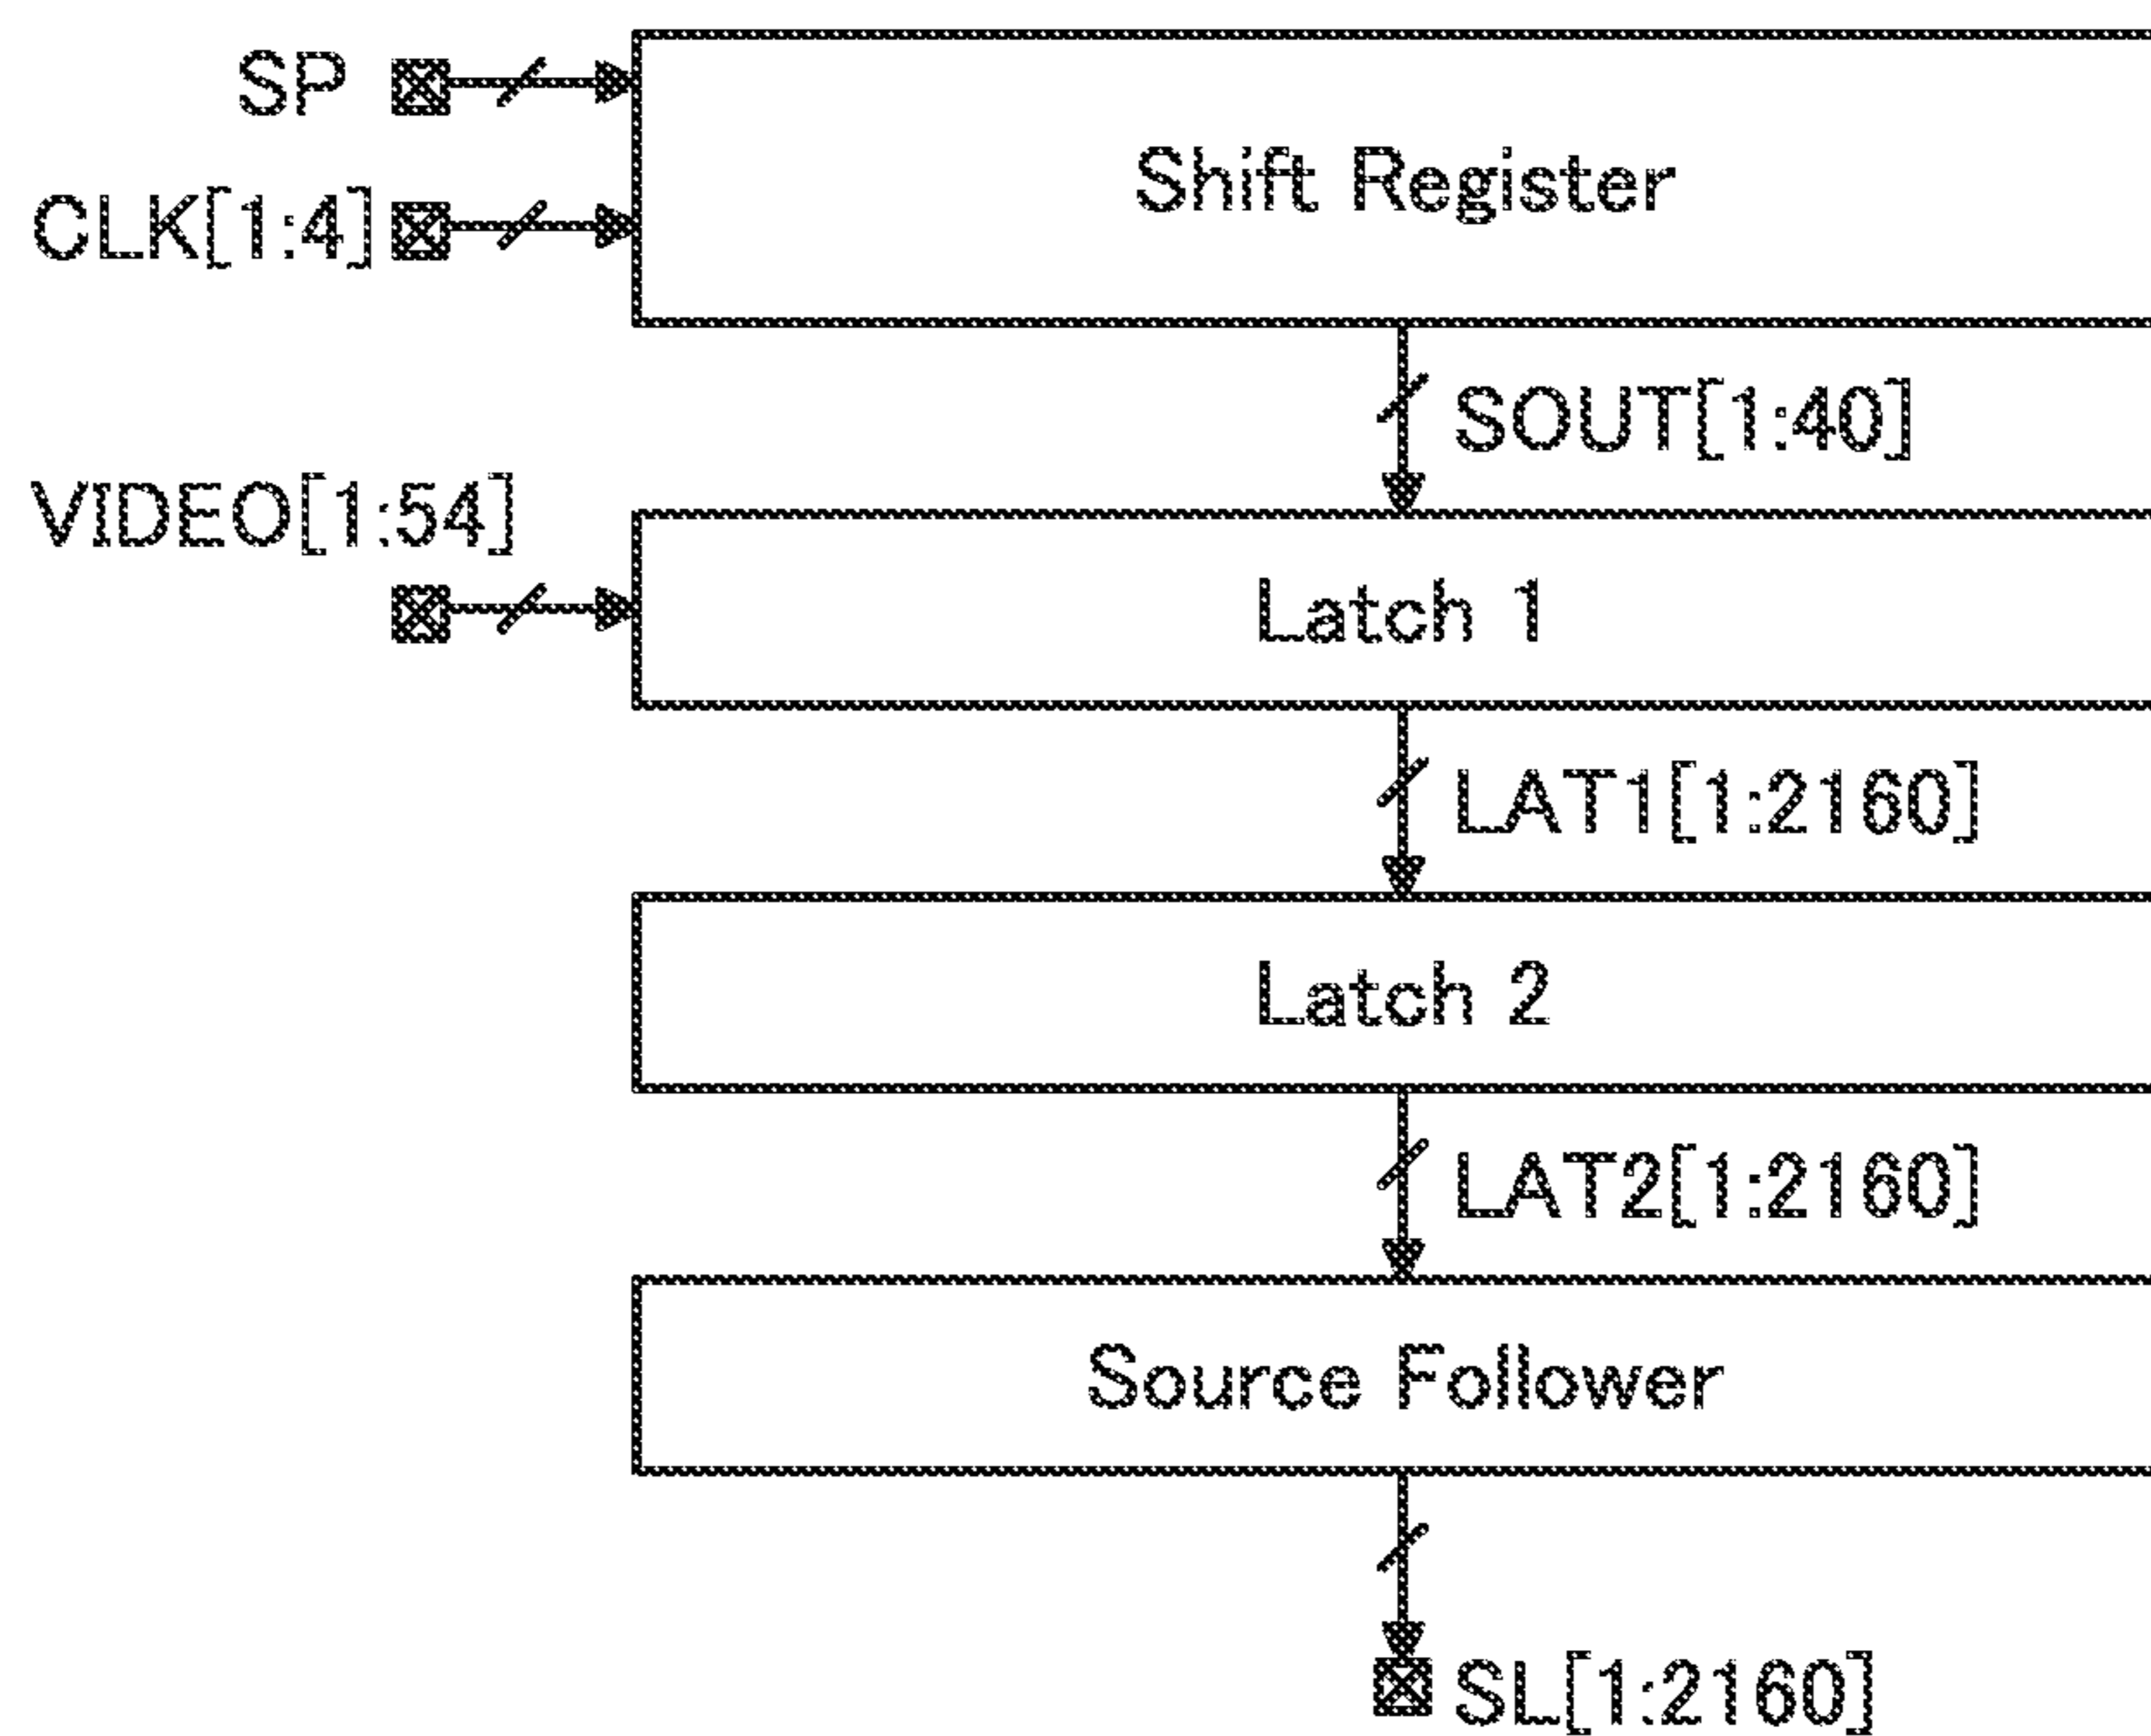 SP
CLK[1:4]
Shift Register
SOUT[1:40]
VIDEO[1:54]
Latch 1
LAT1[1:2160]
Latch 2
LAT2[1:2160]
Source Follower
SL[1:2160]